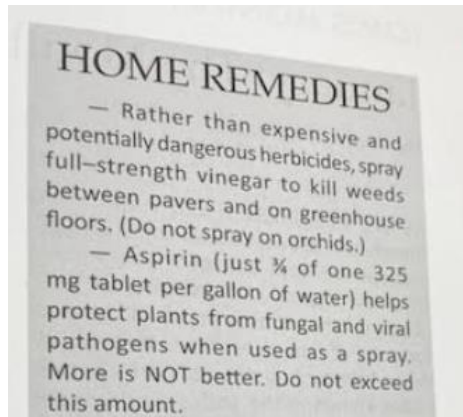 HOME REMEDIES
— Rather than expensive and
potentially dangerous herbicides, spray
full–strength vinegar to kill weeds
between pavers and on greenhouse
floors. (Do not spray on orchids.)
— Aspirin (just ¾ of one 325
mg tablet per gallon of water) helps
protect plants from fungal and viral
pathogens when used as a spray.
More is NOT better. Do not exceed
this amount.